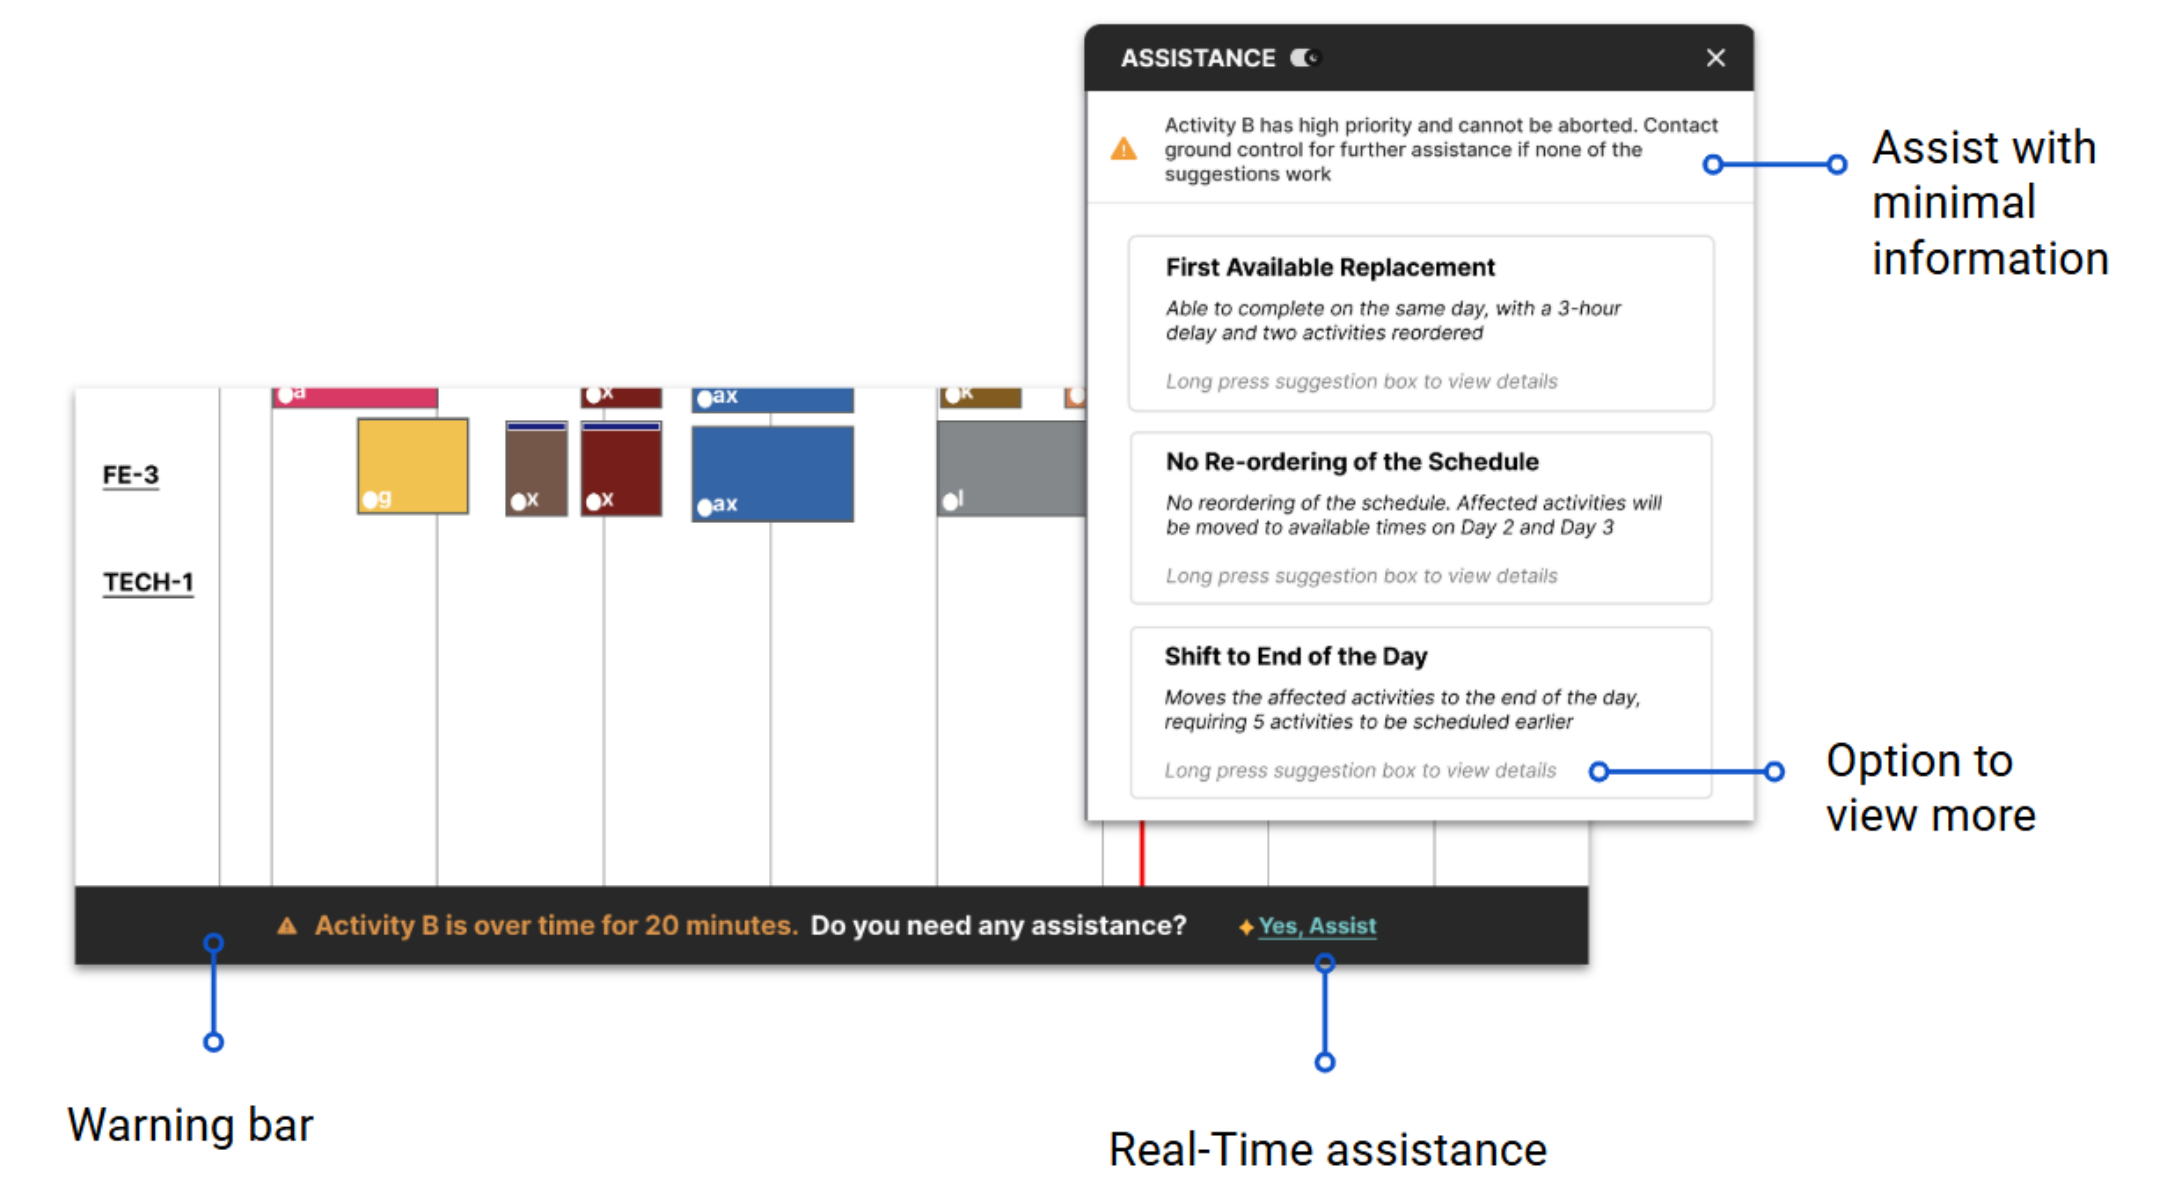 ASSISTANCE
Activity B has high priority and cannot be aborted. Contact
ground control for further assistance if none of the
suggestions work
Assist with
minimal
information
First Available Replacement
Able to complete on the same day, with a 3-hour
delay and two activities reordered
Long press suggestion box to view details
a
x
ax
k
No Re-ordering of the Schedule
No reordering of the schedule. Affected activities will
be moved to available times on Day 2 and Day 3
Long press suggestion box to view details
FE-3
g
x
x
ax
l
TECH-1
Shift to End of the Day
Moves the affected activities to the end of the day,
requiring 5 activities to be scheduled earlier
Long press suggestion box to view details
Option to
view more
Activity B is over time for 20 minutes. Do you need any assistance?
Yes, Assist
Warning bar
Real-Time assistance